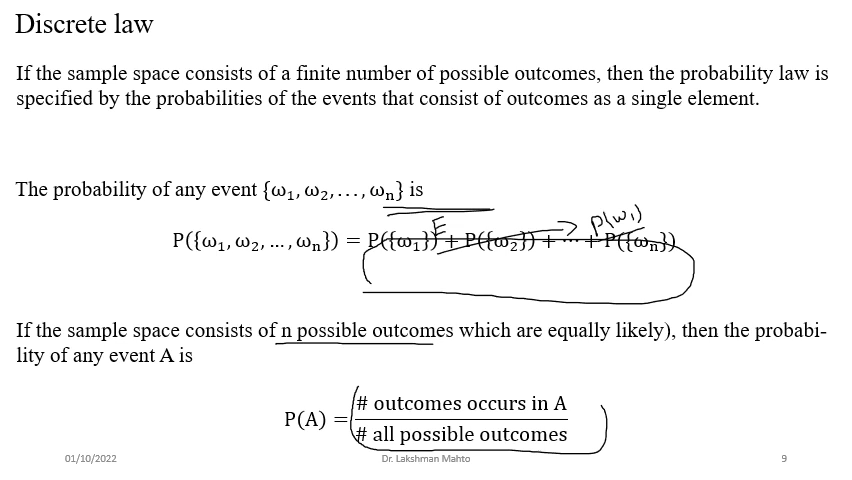 Discrete law
If the sample space consists of a finite number of possible outcomes, then the probability law is
specified by the probabilities of the events that consist of outcomes as a single element.
The probability of any event {ω₁, ω₂, . . . , ωₙ} is
E P(ω₁)
P({ω₁, ω₂, … , ωₙ}) = P({ω₁}) + P({ω₂}) + ⋯ + P({ωₙ})
If the sample space consists of n possible outcomes which are equally likely), then the probabi-
lity of any event A is
# outcomes occurs in A
P(A) =
# all possible outcomes
01/10/2022 Dr. Lakshman Mahto 9